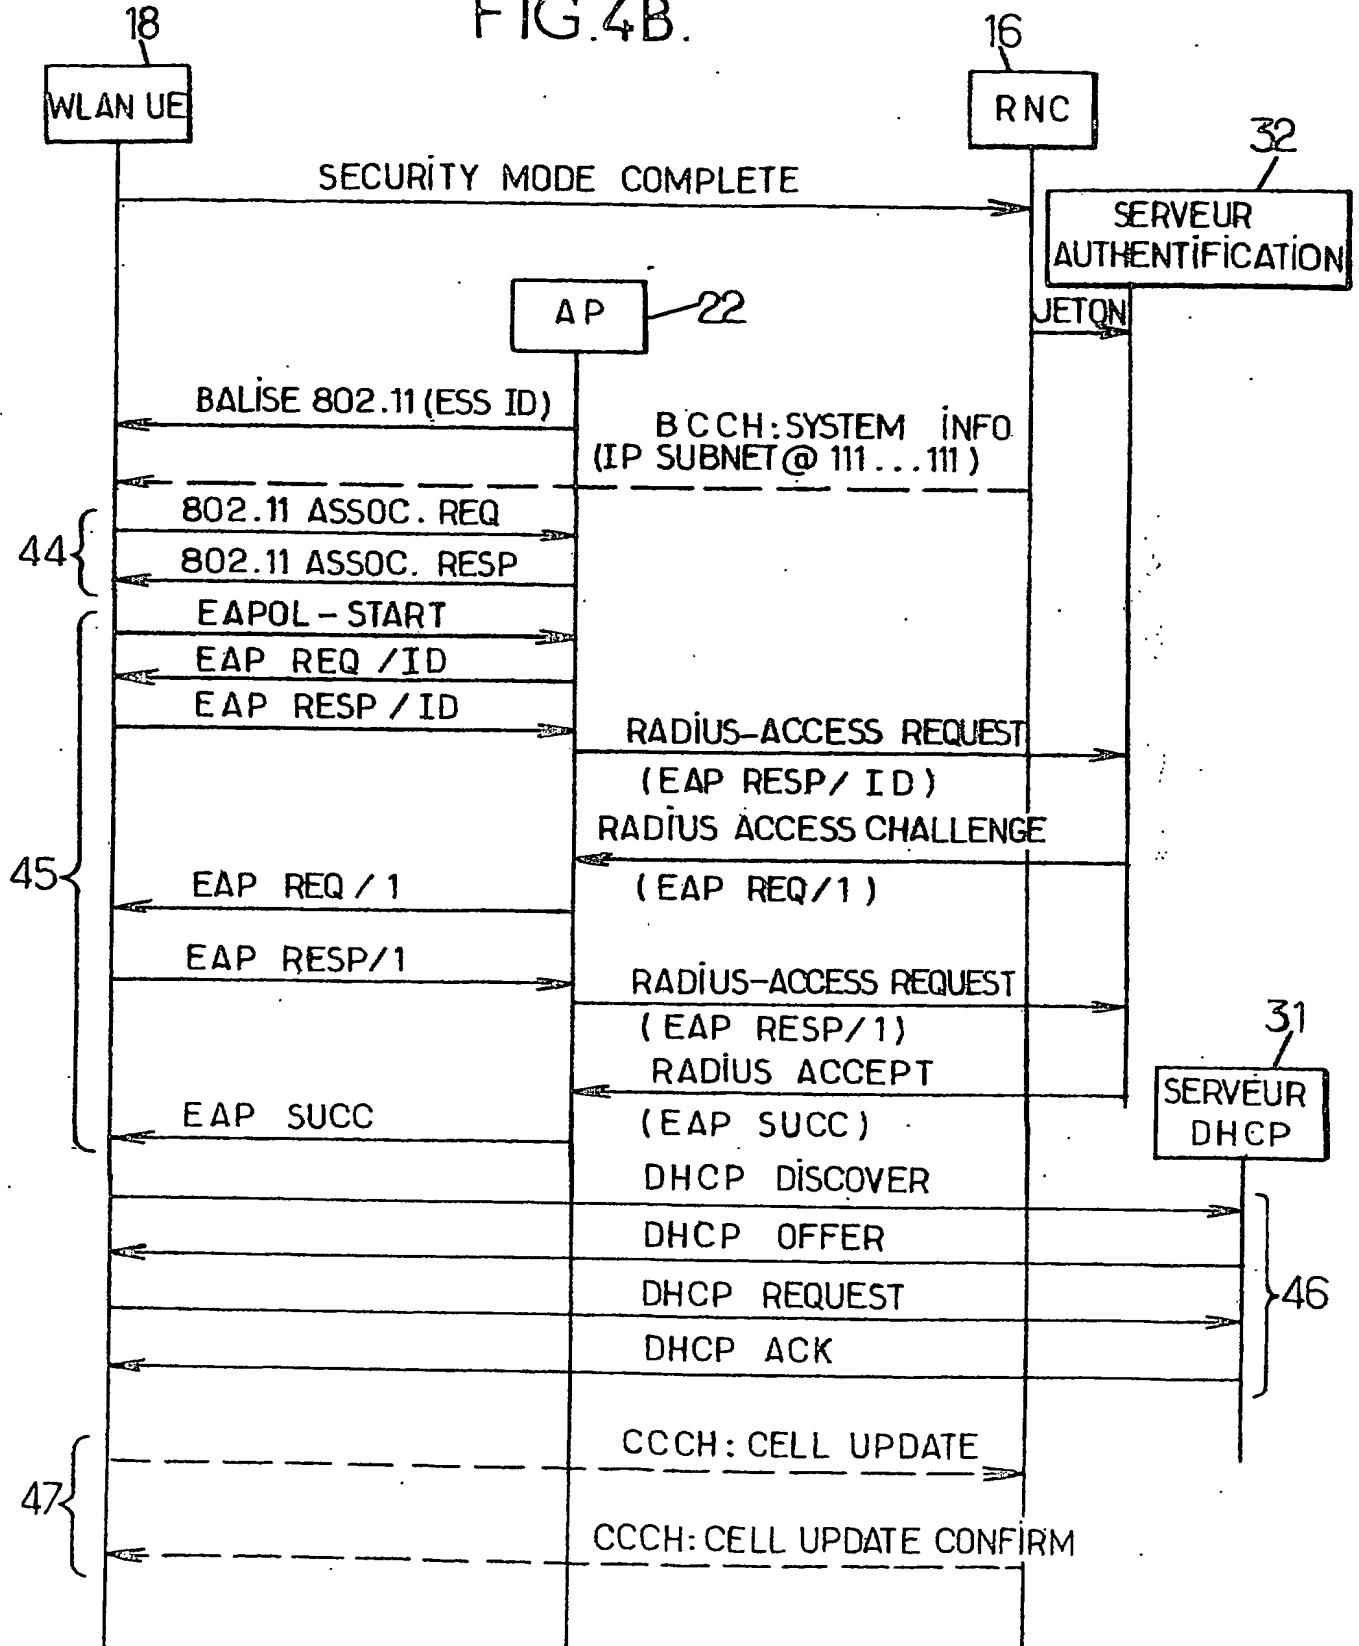 FIG.4B.
18
16
WLAN UE
RNC
32
SECURITY MODE COMPLETE
SERVEUR
AUTHENTIFICATION
AP
22
JETON
BALISE 802.11 (ESS ID)
BCCH: SYSTEM INFO
(IP SUBNET@ 111...111)
802.11 ASSOC. REQ
44
802.11 ASSOC. RESP
EAPOL-START
EAP REQ /ID
EAP RESP / ID
RADIUS-ACCESS REQUEST
(EAP RESP/ ID)
RADIUS ACCESS CHALLENGE
45
EAP REQ / 1
(EAP REQ/1)
EAP RESP/1
RADIUS-ACCESS REQUEST
(EAP RESP/1)
31
RADIUS ACCEPT
SERVEUR
DHCP
EAP SUCC
(EAP SUCC)
DHCP DISCOVER
DHCP OFFER
46
DHCP REQUEST
DHCP ACK
CCCH: CELL UPDATE
47
CCCH: CELL UPDATE CONFIRM